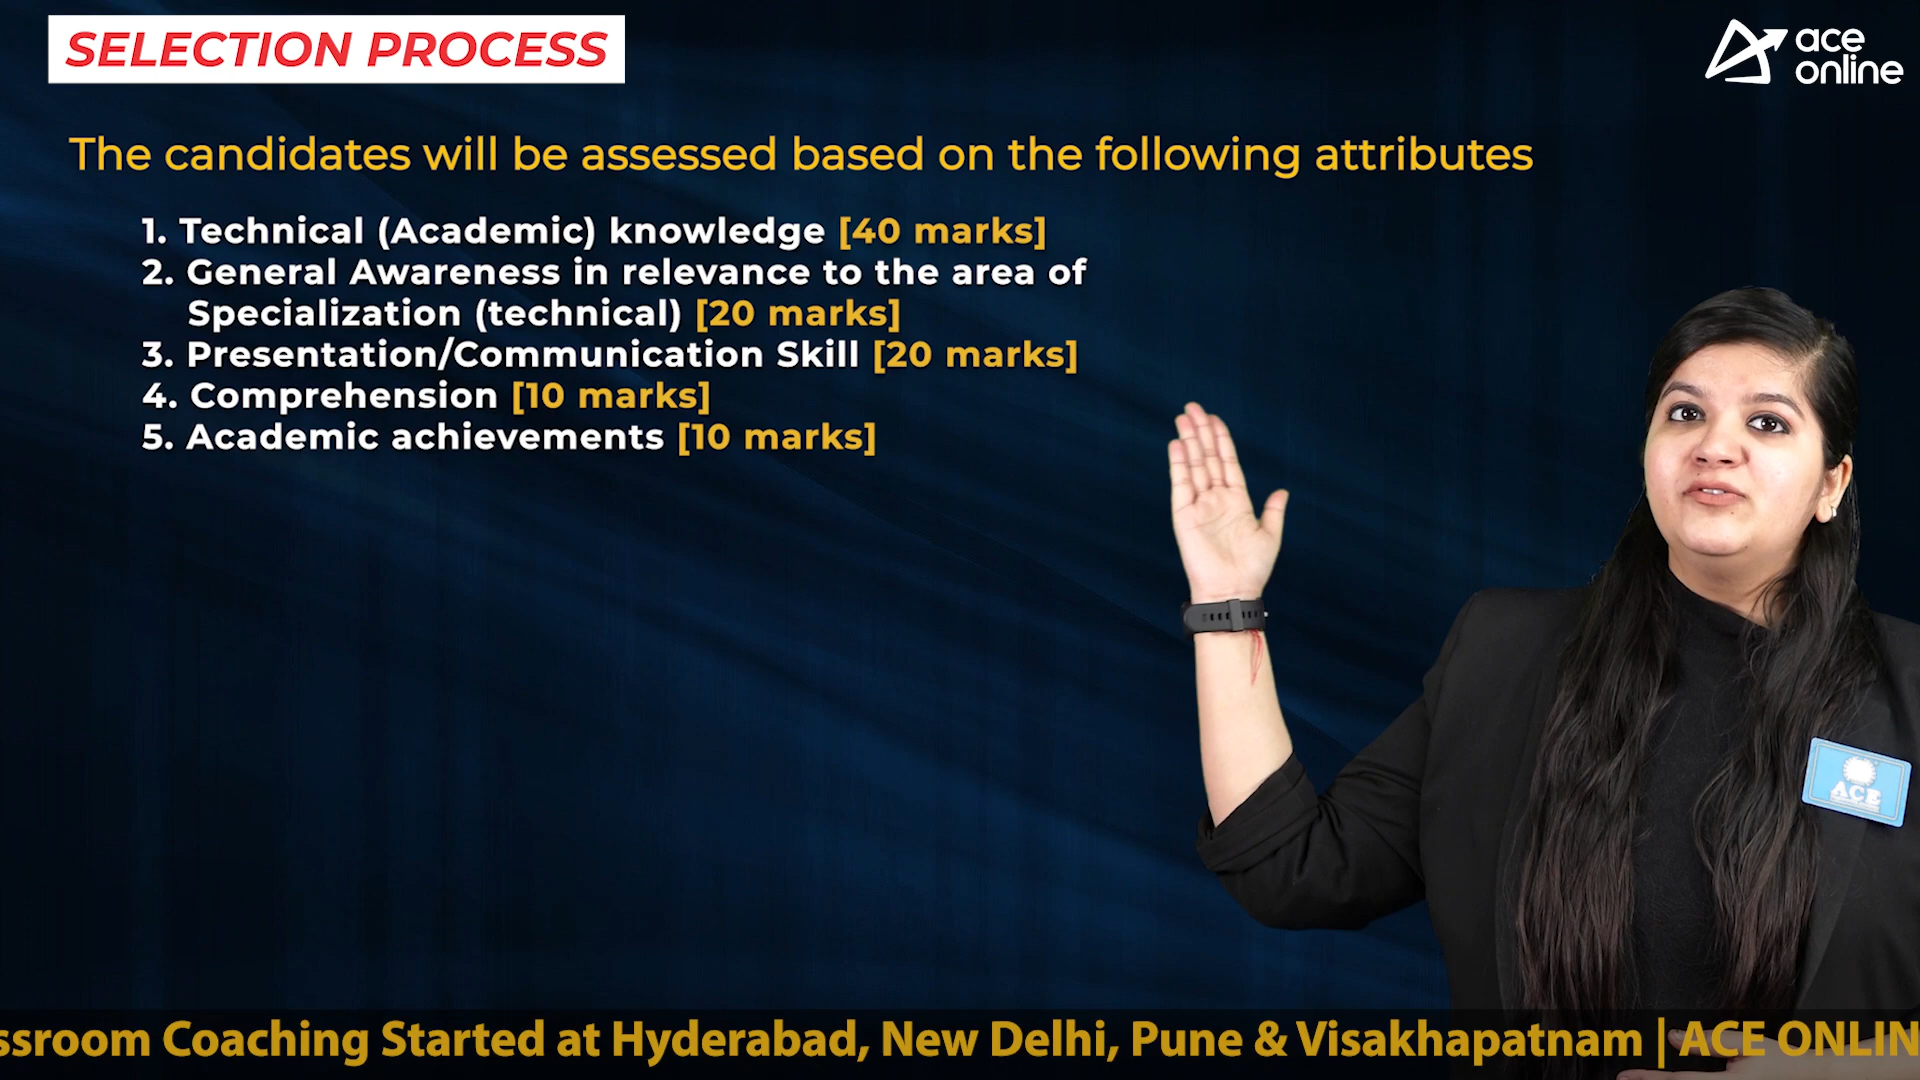 SELECTION PROCESS
ace
online
The candidates will be assessed based on the following attributes
1. Technical (Academic) knowledge [40 marks]
2. General Awareness in relevance to the area of
Specialization (technical) [20 marks]
3. Presentation/Communication Skill [20 marks]
4. Comprehension [10 marks]
5. Academic achievements [10 marks]
ACE
ssroom Coaching Started at Hyderabad, New Delhi, Pune & Visakhapatnam | ACE ONLIN